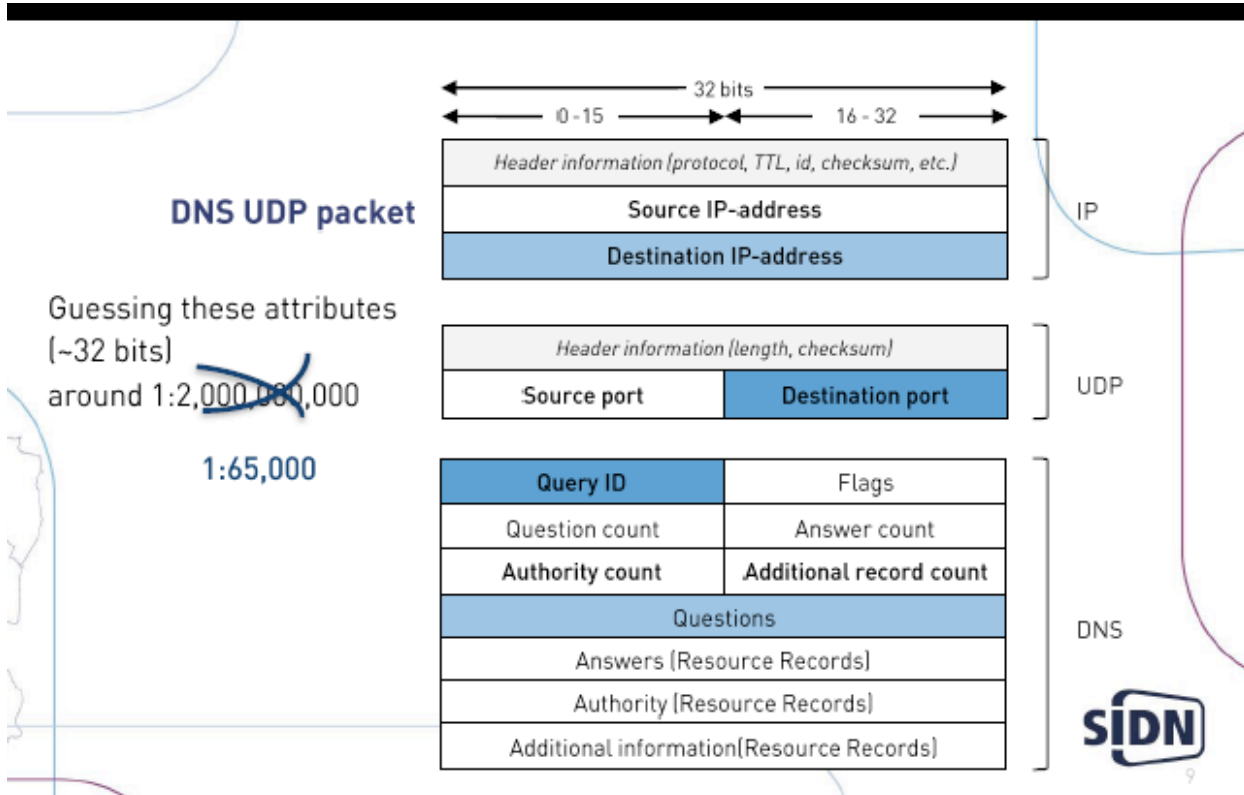 32 bits
0-15
16 - 32
Header information (protocol, TTL, id, checksum, etc.)
DNS UDP packet
Source IP-address
IP
Destination IP-address
Guessing these attributes
(~32 bits)
around 1:2,000,000,000
1:65,000
Header information (length, checksum)
UDP
Source port
Destination port
Query ID
Flags
Question count
Answer count
Authority count
Additional record count
Questions
DNS
Answers (Resource Records)
Authority (Resource Records)
Additional information(Resource Records)
SIDN
9